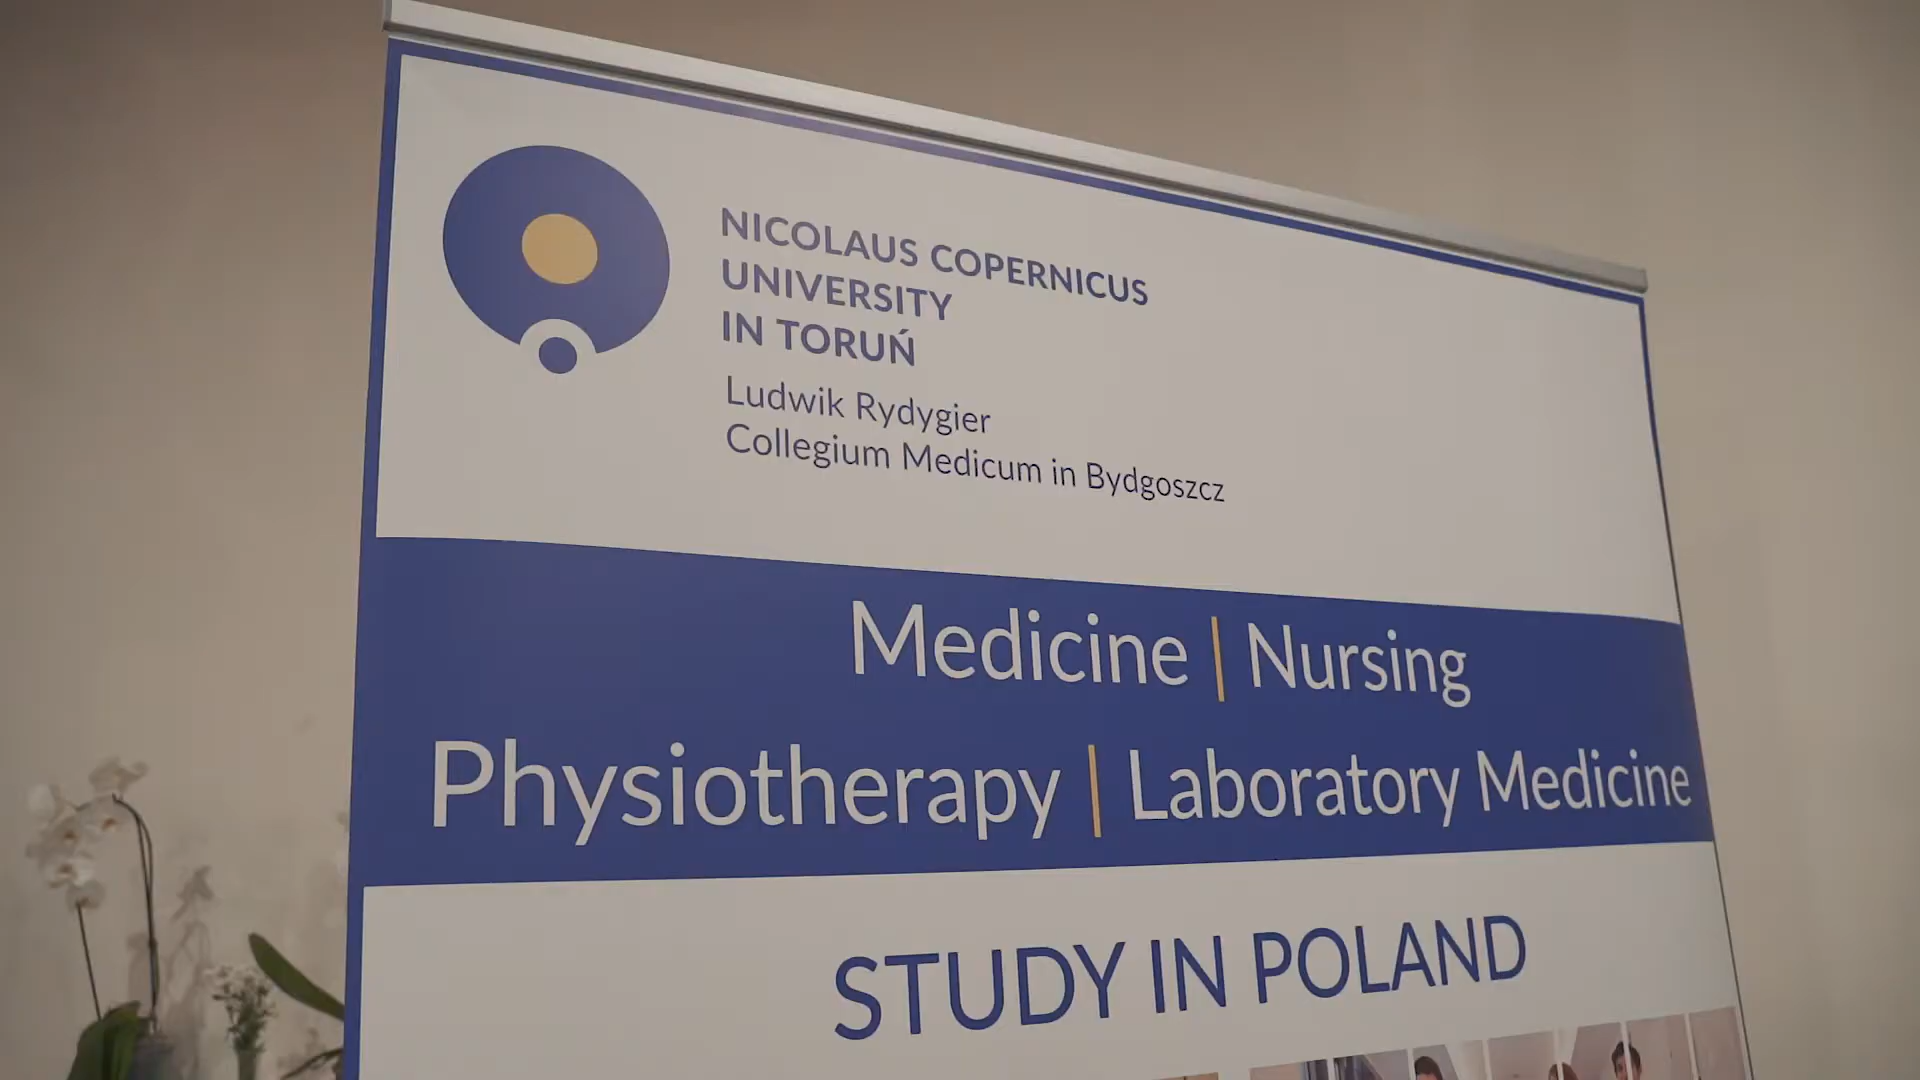 NICOLAUS COPERNICUS
UNIVERSITY
IN TORUŃ
Ludwik Rydygier
Collegium Medicum in Bydgoszcz
Medicine | Nursing
Physiotherapy | Laboratory Medicine
STUDY IN POLAND